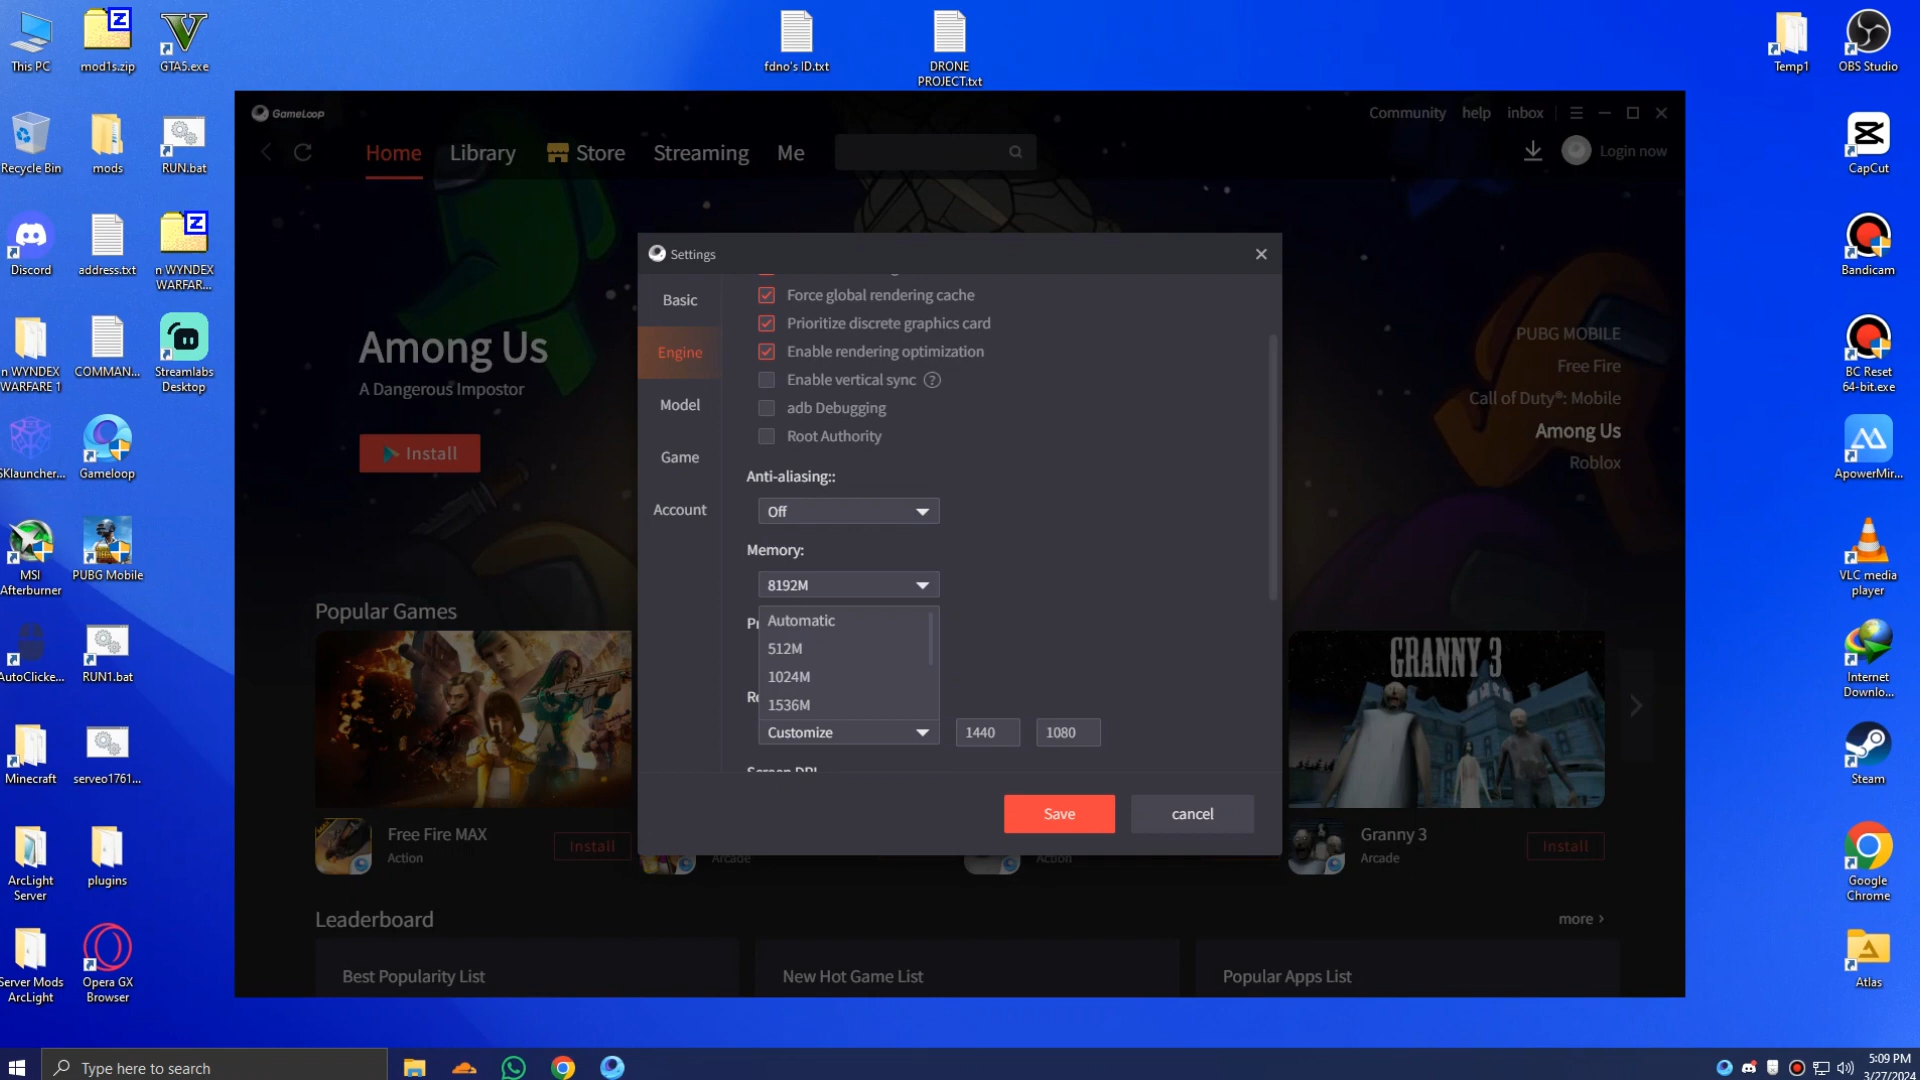 This PC
mod1s.zip
GTA5.exe
fdno's ID.txt
DRONE
PROJECT.txt
Temp1
OBS Studio
Recycle Bin
mods
RUN.bat
CapCut
Discord
address.txt
n WYNDEX
WARFAR...
Bandicam
n WYNDEX
WARFARE 1
COMMAN...
Streamlabs
Desktop
BC Reset
64-bit.exe
SKlauncher...
Gameloop
ApowerMir...
MSI
Afterburner
PUBG Mobile
VLC media
player
AutoClicke...
RUN1.bat
Internet
Downlo...
Minecraft
serveo1761...
Steam
ArcLight
Server
plugins
Google
Chrome
Server Mods
ArcLight
Opera GX
Browser
Atlas
GameLoop
Community help inbox
Home Library Store Streaming Me
Login now
Among Us
A Dangerous Impostor
Install
PUBG MOBILE
Free Fire
Call of Duty®: Mobile
Among Us
Roblox
Settings
Basic
Engine
Model
Game
Account
Force global rendering cache
Prioritize discrete graphics card
Enable rendering optimization
Enable vertical sync ?
adb Debugging
Root Authority
Anti-aliasing::
Off
Memory:
8192M
Automatic
512M
1024M
1536M
Customize 1440 1080
Screen DPI
Save cancel
Popular Games
GRANNY 3
Free Fire MAX
Action
Install
Arcade
Action
Granny 3
Arcade
Install
Leaderboard
more ›
Best Popularity List
New Hot Game List
Popular Apps List
Type here to search
5:09 PM
3/27/2024